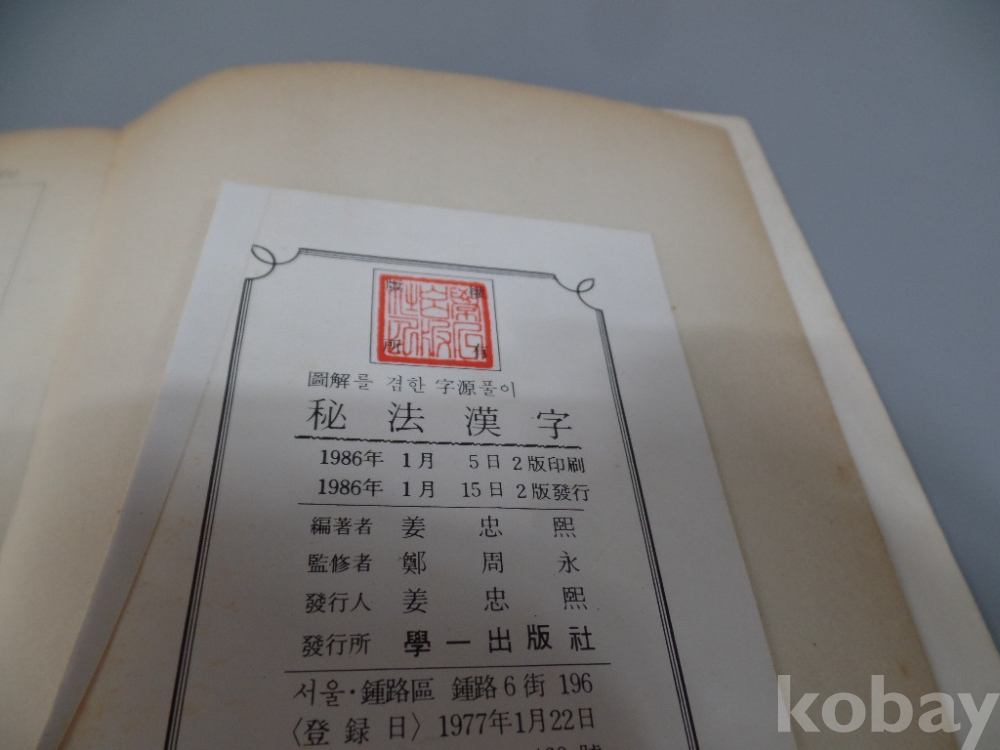 圖解를 겸한 字源풀이
秘法漢字
1986年 1月 5日 2版印刷
1986年 1月 15日 2版發行
編著者 姜忠熙
監修者 鄭周永
發行人 姜忠熙
發行所 學一出版社
서울·鍾路區 鍾路6街 196
〈登録日〉1977年1月22日
號
kobay